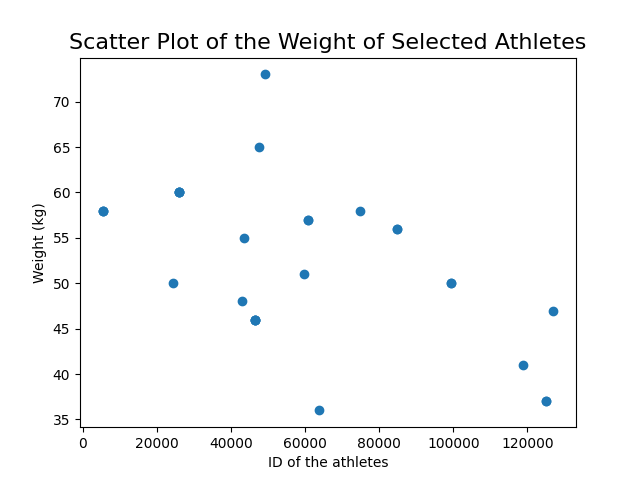 Scatter Plot of the Weight of Selected Athletes
70
65
60
55
50
45
40
35
Weight (kg)
0 20000 40000 60000 80000 100000 120000
ID of the athletes